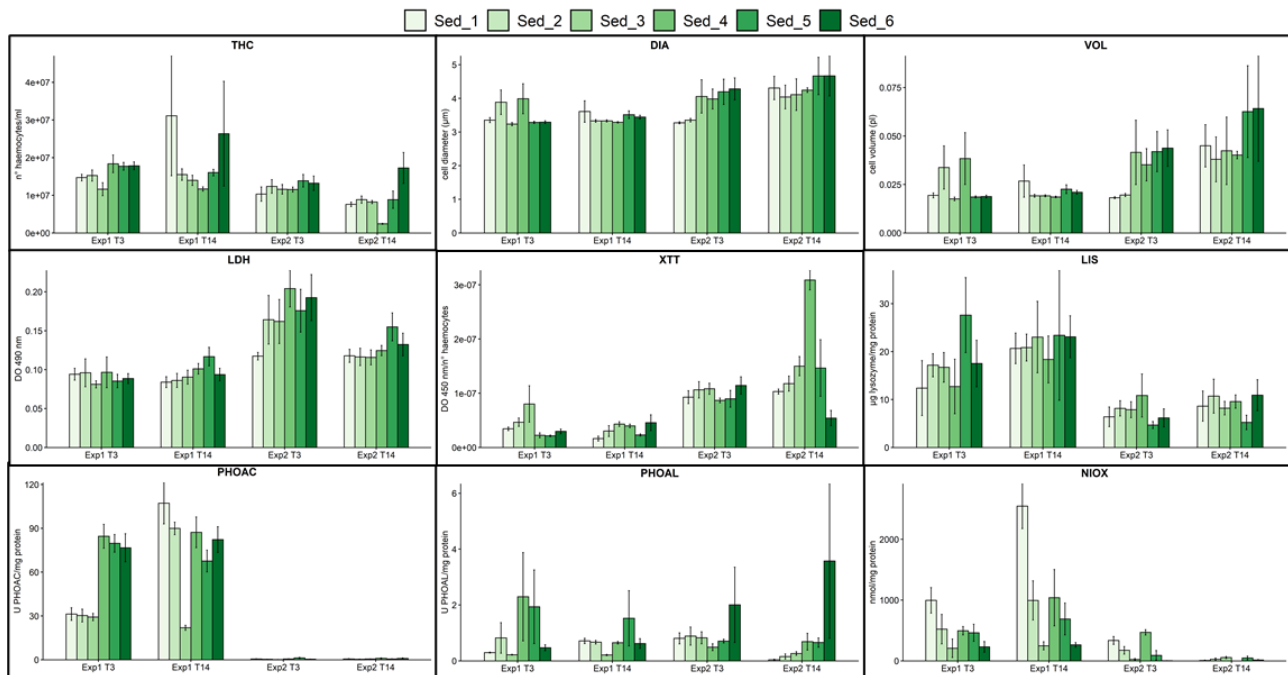 Sed_1 Sed_2 Sed_3 Sed_4 Sed_5 Sed_6
THC
n° haemocytes/ml
4e+07
3e+07
2e+07
1e+07
0e+00
Exp1 T3 Exp1 T14 Exp2 T3 Exp2 T14
DIA
cell diameter (µm)
5
4
3
2
1
0
Exp1 T3 Exp1 T14 Exp2 T3 Exp2 T14
VOL
cell volume (pl)
0.075
0.050
0.025
0.000
Exp1 T3 Exp1 T14 Exp2 T3 Exp2 T14
LDH
DO 490 nm
0.20
0.15
0.10
0.05
0.00
Exp1 T3 Exp1 T14 Exp2 T3 Exp2 T14
XTT
DO 450 nm/n° haemocytes
3e-07
2e-07
1e-07
0e+00
Exp1 T3 Exp1 T14 Exp2 T3 Exp2 T14
LIS
µg lysozyme/mg protein
30
20
10
0
Exp1 T3 Exp1 T14 Exp2 T3 Exp2 T14
PHOAC
U PHOAC/mg protein
120
90
60
30
0
Exp1 T3 Exp1 T14 Exp2 T3 Exp2 T14
PHOAL
U PHOAL/mg protein
6
4
2
0
Exp1 T3 Exp1 T14 Exp2 T3 Exp2 T14
NIOX
nmol/mg protein
2000
1000
0
Exp1 T3 Exp1 T14 Exp2 T3 Exp2 T14